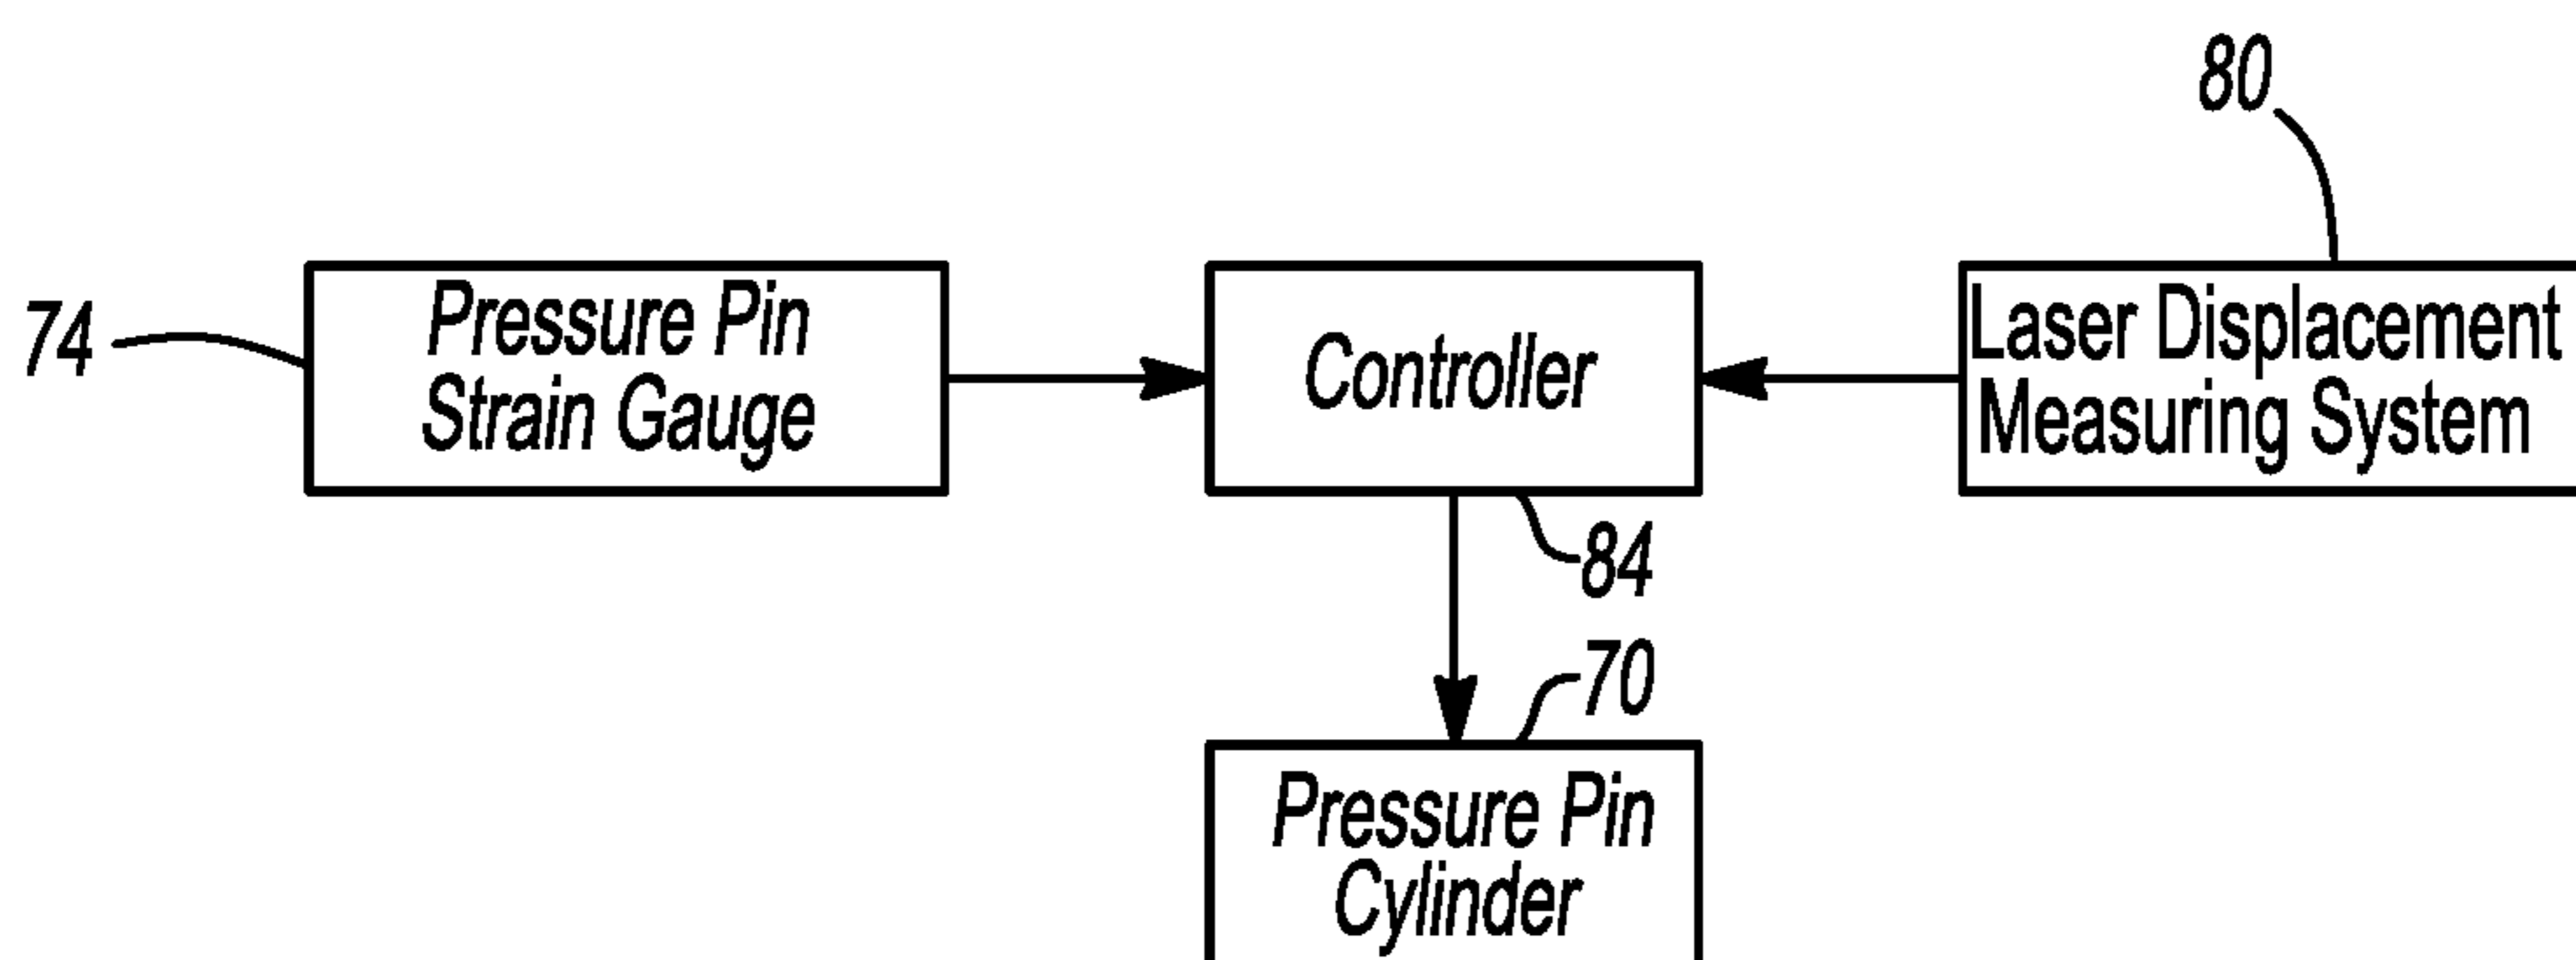 80
74
Pressure Pin
Strain Gauge
Controller
Laser Displacement
Measuring System
84
70
Pressure Pin
Cylinder